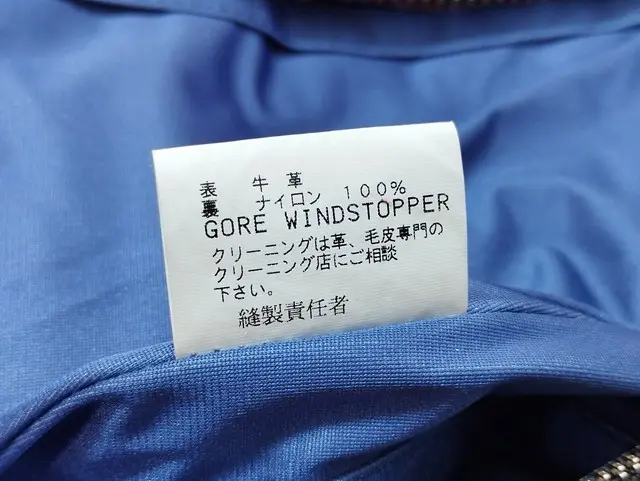 表 牛 革
裏 ナイロン 100%
GORE WINDSTOPPER
クリーニングは革、毛皮専門の
クリーニング店にご相談
下さい。
縫製責任者